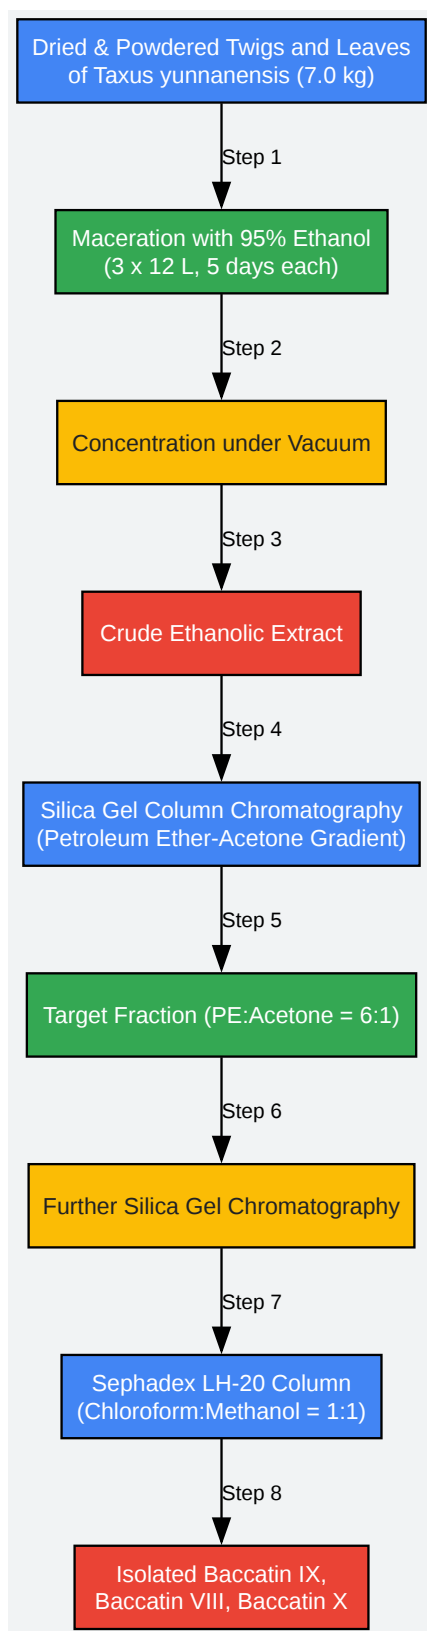 Dried & Powdered Twigs and Leaves
of Taxus yunnanensis (7.0 kg)
Step 1
Maceration with 95% Ethanol
(3 x 12 L, 5 days each)
Step 2
Concentration under Vacuum
Step 3
Crude Ethanolic Extract
Step 4
Silica Gel Column Chromatography
(Petroleum Ether-Acetone Gradient)
Step 5
Target Fraction (PE:Acetone = 6:1)
Step 6
Further Silica Gel Chromatography
Step 7
Sephadex LH-20 Column
(Chloroform:Methanol = 1:1)
Step 8
Isolated Baccatin IX,
Baccatin VIII, Baccatin X